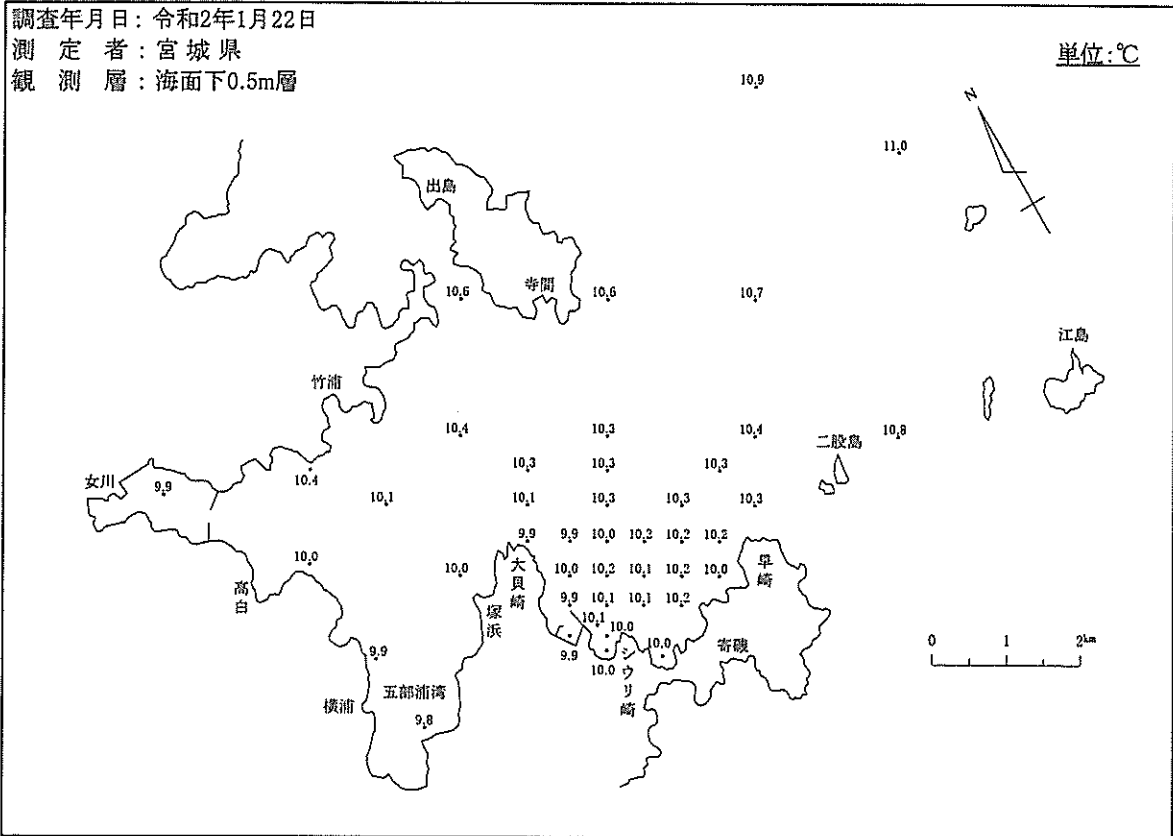 調査年月日：令和2年1月22日
測定者：宮城県
観測層：海面下0.5m層
単位：℃
10.9
N
11.0
出島
寺間
10.6
10.6
10.7
江島
竹浦
10.4
10.3
10.4
10.8
二股島
10.3
10.3
10.3
女川
9.9
10.4
10.1
10.1
10.3
10.3
10.3
9.9
9.9
10.0
10.2
10.2
10.2
10.0
10.0
大貝崎
10.0
10.2
10.1
10.2
10.0
早崎
高白
塚浜
9.9
10.1
10.1
10.2
10.1
10.0
9.9
9.9
10.0
シウリ崎
10.0
寄磯
0
2km
横浦
五部浦湾
9.8